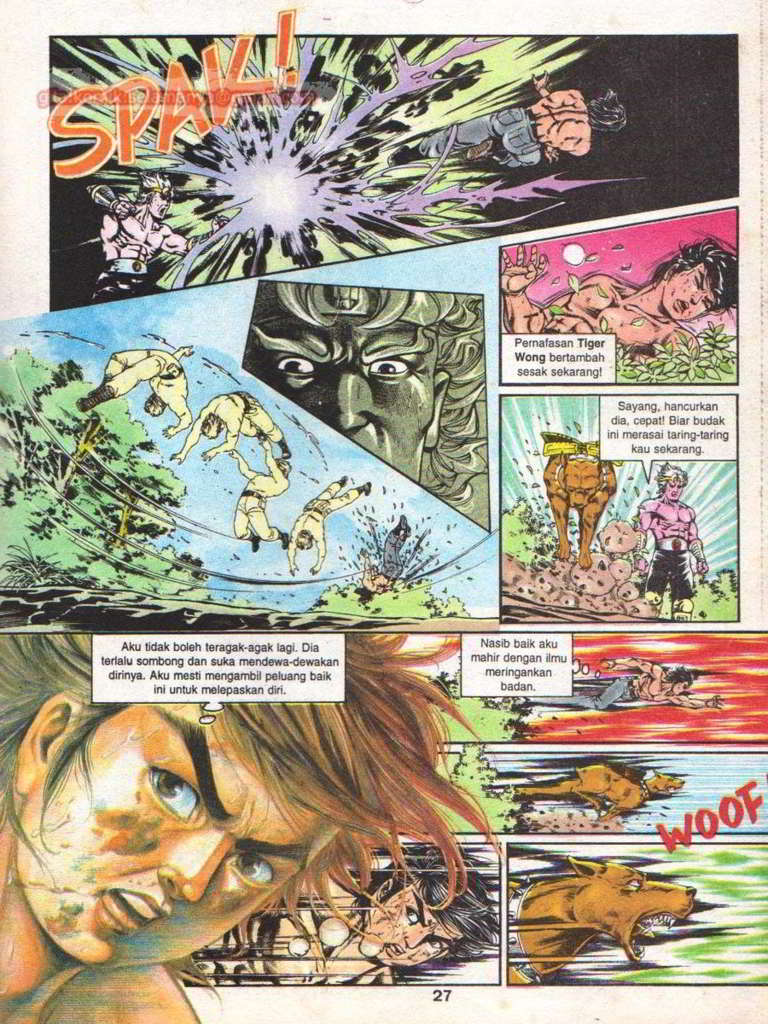 SPAK!
Pernafasan Tiger
Wong bertambah
sesak sekarang!
Sayang, hancurkan
dia, cepat! Biar budak
ini merasai taring-taring
kau sekarang.
Aku tidak boleh teragak-agak lagi. Dia
terlalu sombong dan suka mendewa-dewakan
dirinya. Aku mesti mengambil peluang baik
ini untuk melepaskan diri.
Nasib baik aku
mahir dengan ilmu
meringankan
badan.
WOOF
27